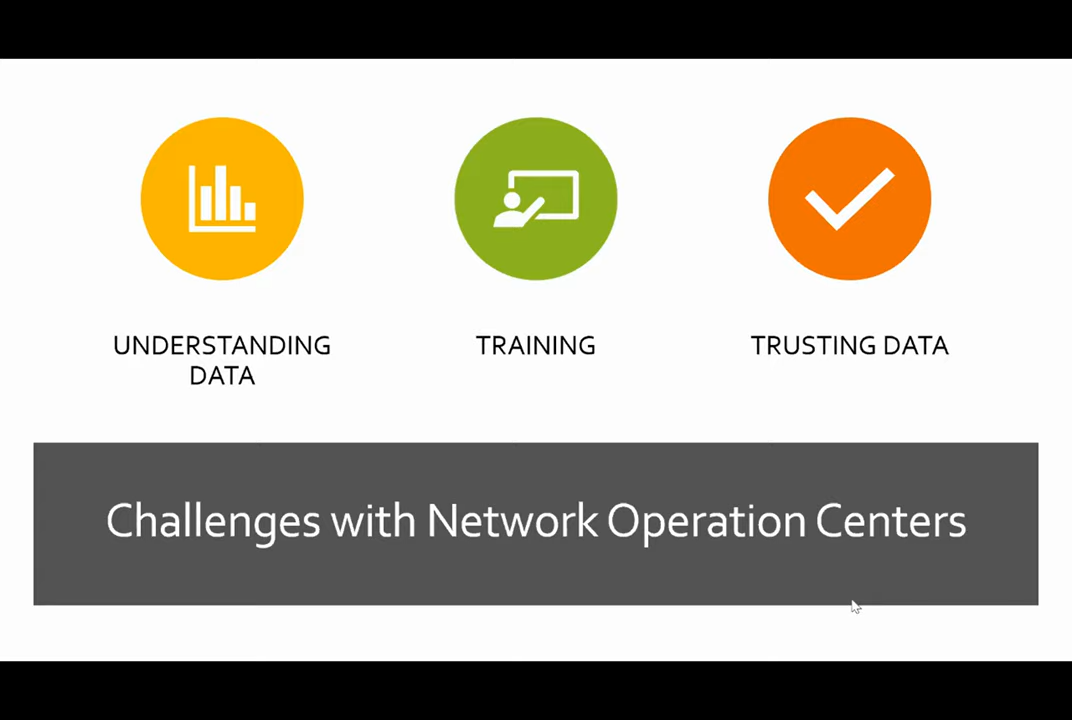 UNDERSTANDING
DATA
TRAINING
TRUSTING DATA
Challenges with Network Operation Centers